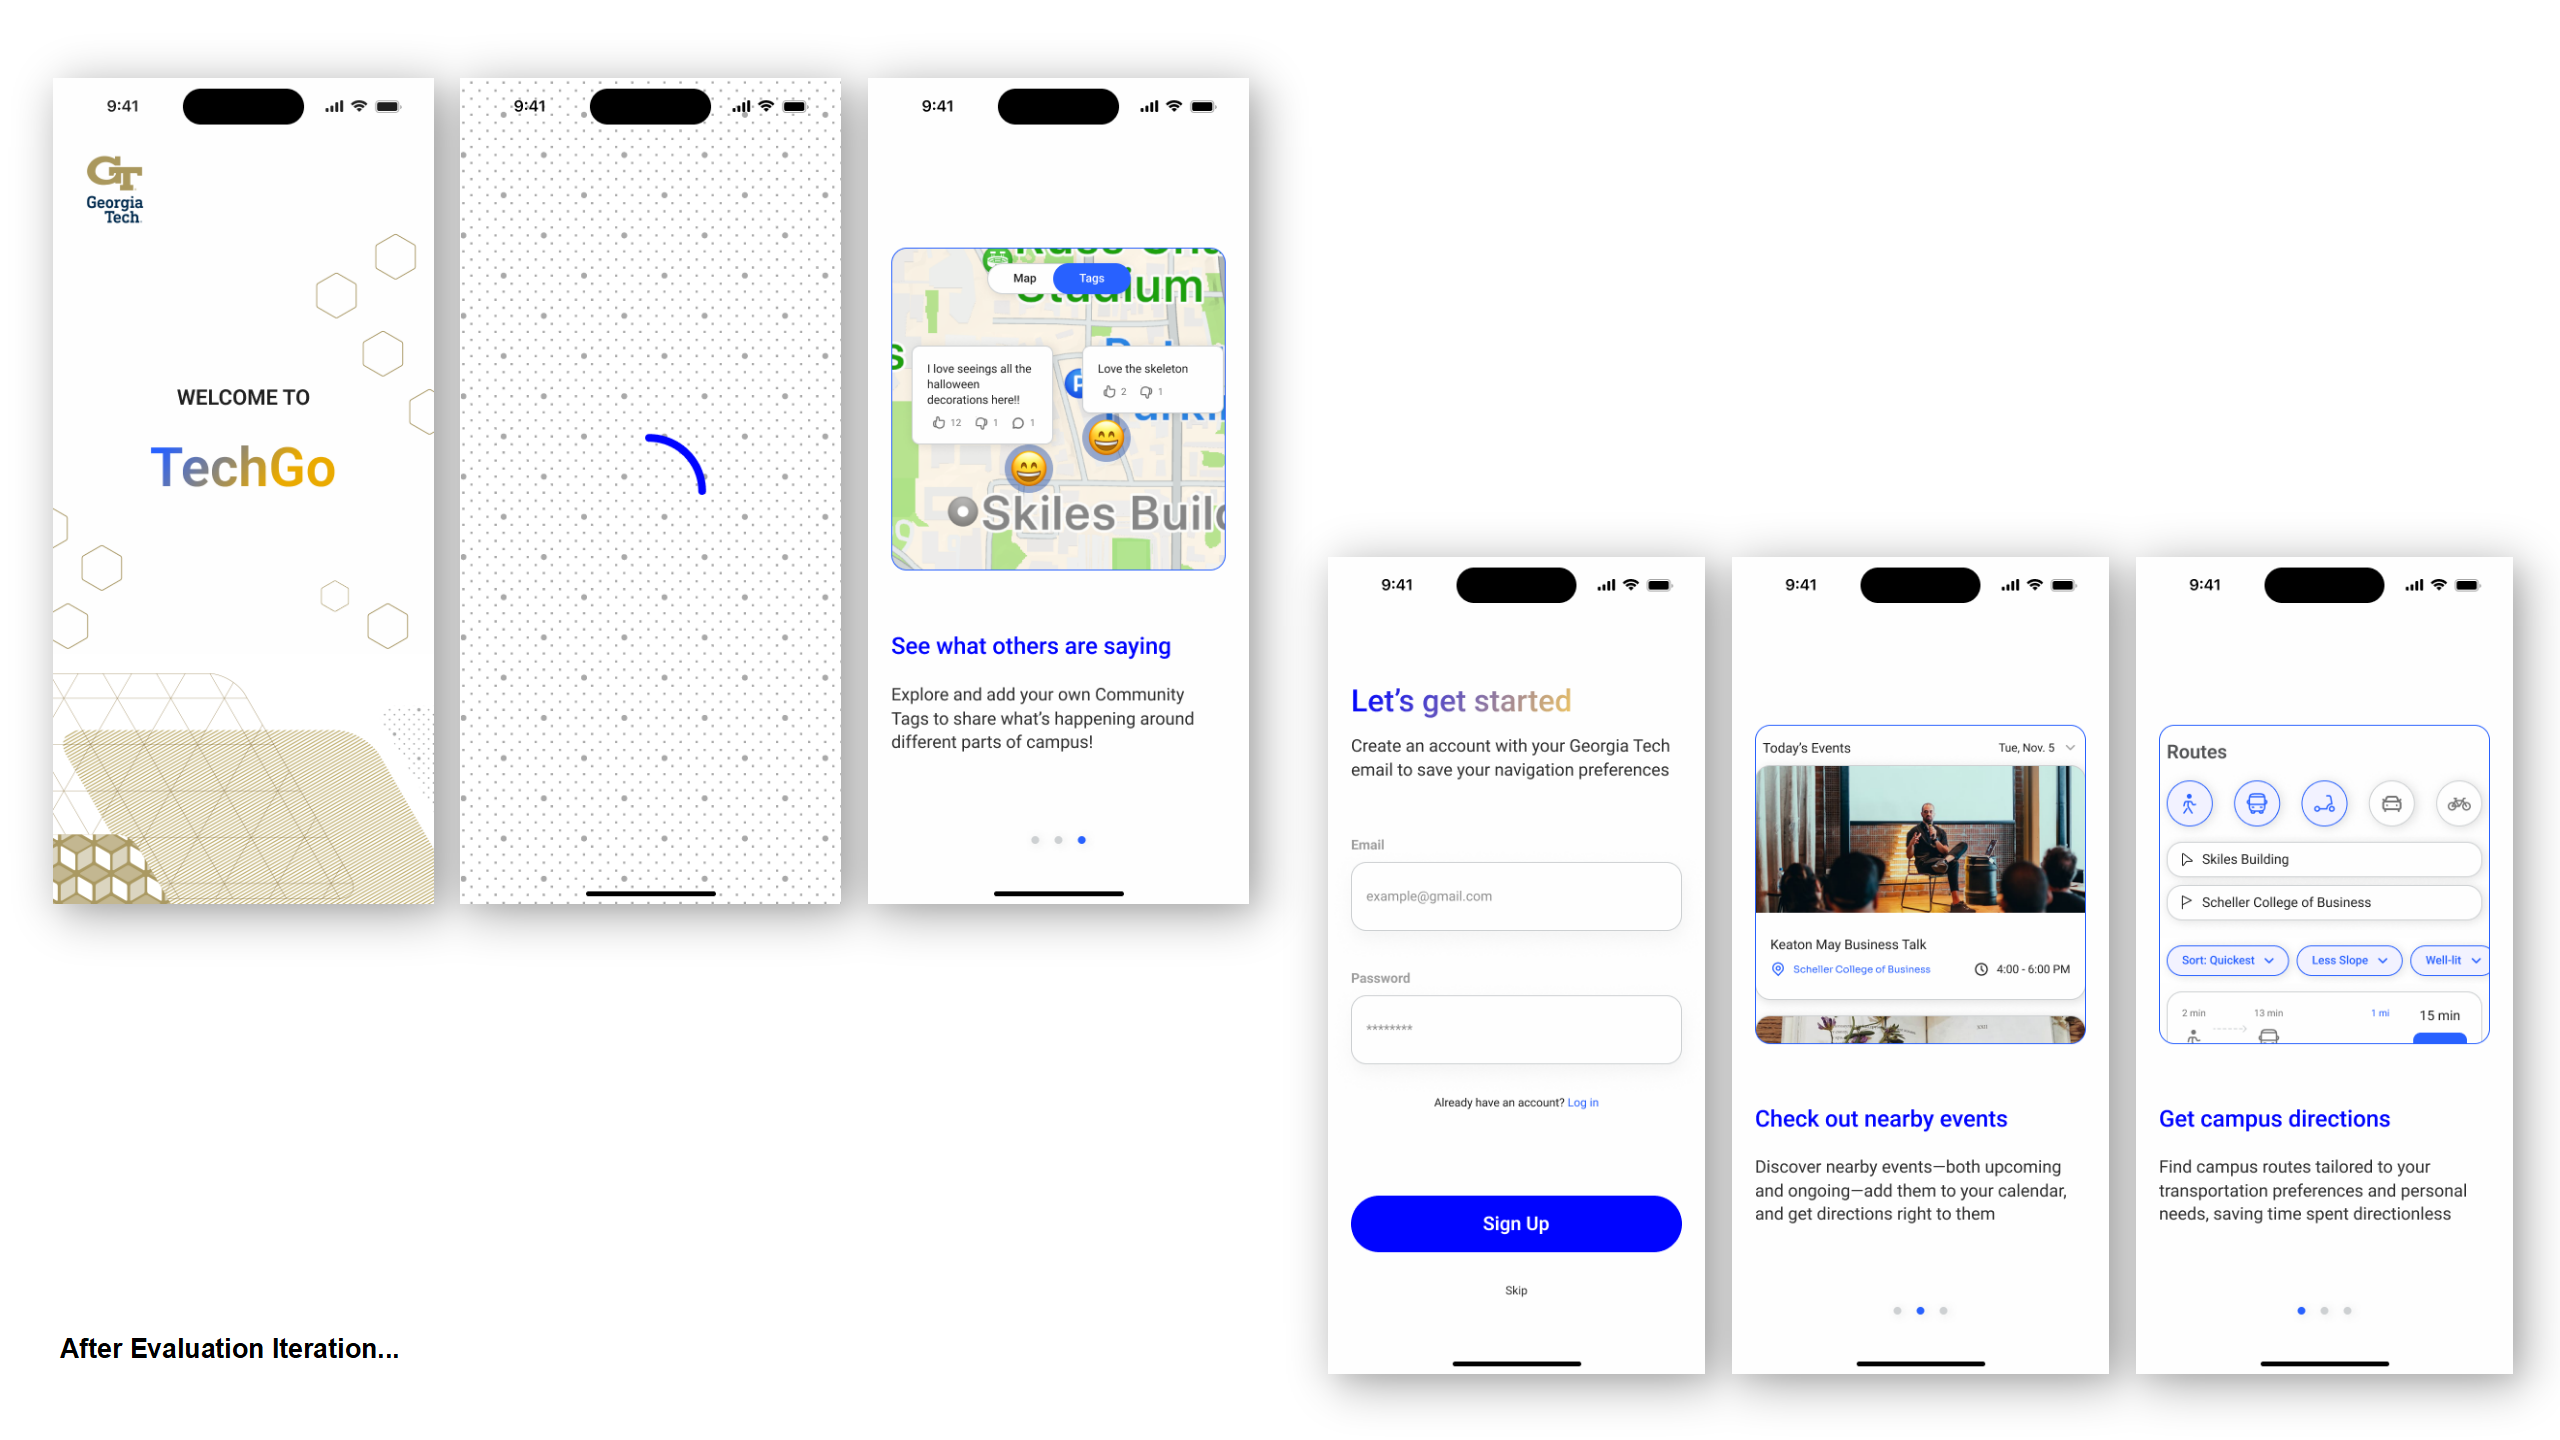 9:41
GT
Georgia
Tech
WELCOME TO
TechGo
9:41
9:41
Stadium
Map
Tags
I love seeings all the
halloween
decorations here!!
12 1 1
Love the skeleton
2 1
P
Skiles Build
See what others are saying
Explore and add your own Community
Tags to share what's happening around
different parts of campus!
9:41
Let's get started
Create an account with your Georgia Tech
email to save your navigation preferences
Email
example@gmail.com
Password
********
Already have an account? Log in
Sign Up
Skip
9:41
Today's Events
Tue, Nov. 5
Keaton May Business Talk
Scheller College of Business
4:00 - 6:00 PM
Check out nearby events
Discover nearby events—both upcoming
and ongoing—add them to your calendar,
and get directions right to them
9:41
Routes
Skiles Building
Scheller College of Business
Sort: Quickest
Less Slope
Well-lit
2 min
13 min
1 mi
15 min
Get campus directions
Find campus routes tailored to your
transportation preferences and personal
needs, saving time spent directionless
After Evaluation Iteration...